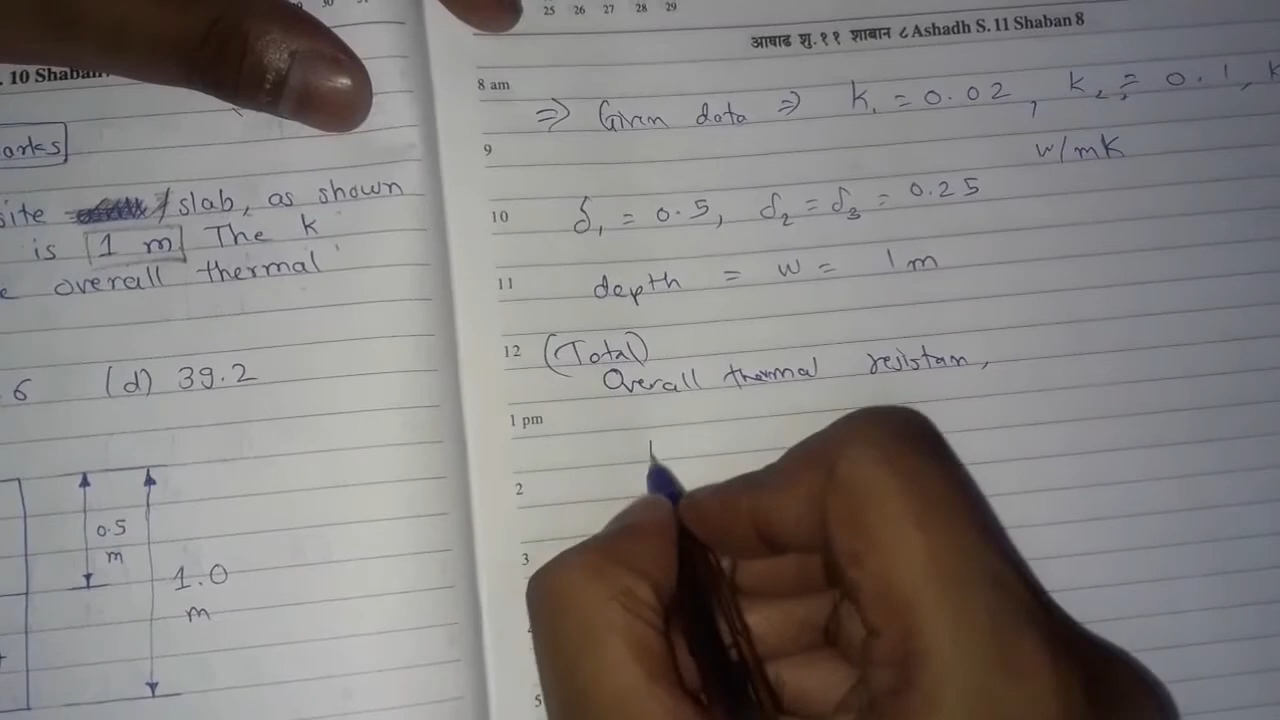 25 26 27 28 29
आषाढ शु.११ शाबान ८ Ashadh S. 11 Shaban 8
. 10 Shaban
arks
site slab, as shown
is 1 m The k
e overall thermal
6 (d) 39.2
0.5
m
1.0
m
8 am
⇒ Given data ⇒ k₁ = 0.02 , k₂ = 0.1 , k
9
w/mK
10 δ₁ = 0.5, δ₂ = δ₃ = 0.25
11 depth = w = 1 m
12 (Total)
Overall thermal resistan,
1 pm
2
3
5